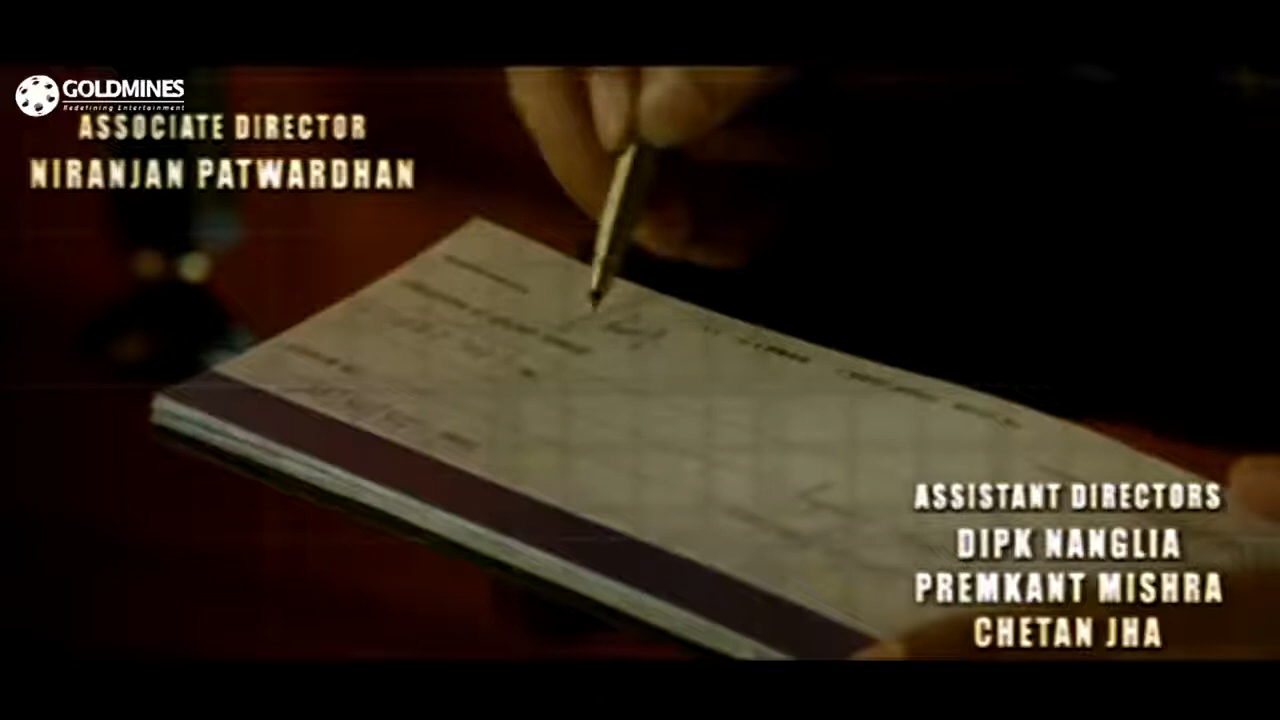 GOLDMINES
Redefining Entertainment
ASSOCIATE DIRECTOR
NIRANJAN PATWARDHAN
ASSISTANT DIRECTORS
DIPK NANGLIA
PREMKANT MISHRA
CHETAN JHA